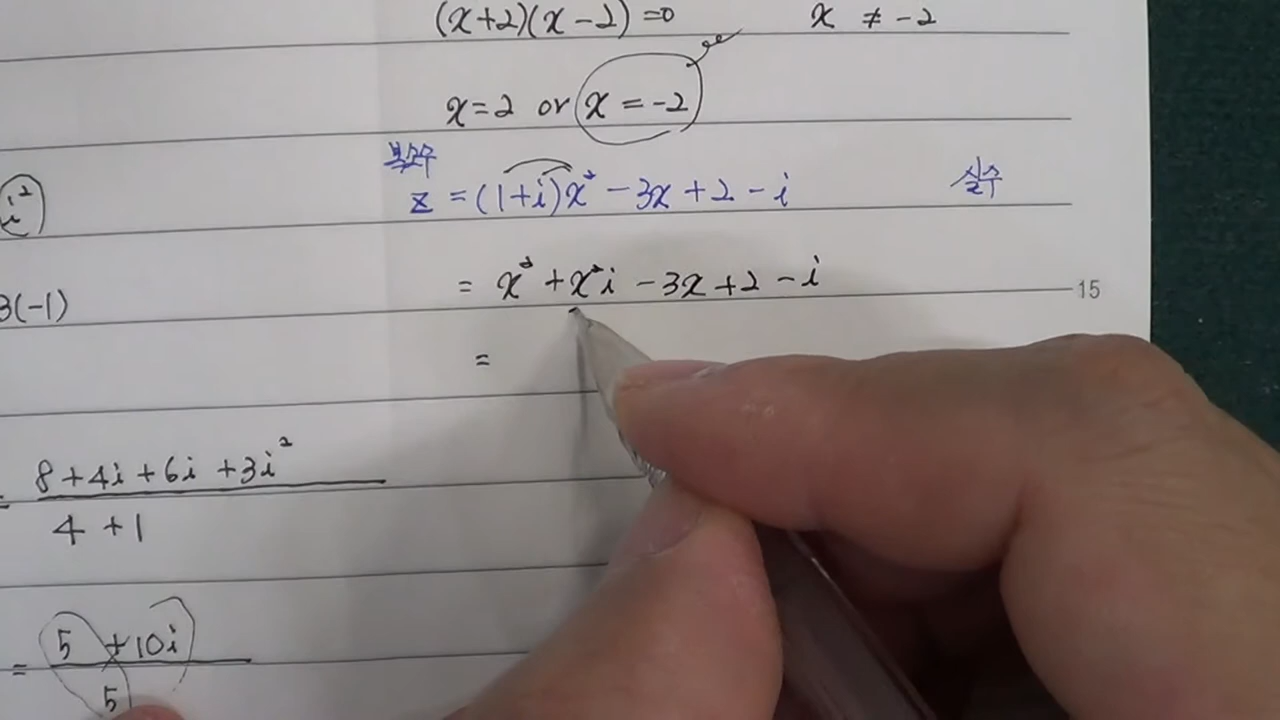 (x+2)(x-2)=0 x ≠ -2
x=2 or x=-2
복소수
z = (1+i)x² - 3x + 2 - i 실수
i²
= x² + x²i - 3x + 2 - i
15
3(-1)
=
8+4i+6i+3i²
4+1
= 5+10i
5